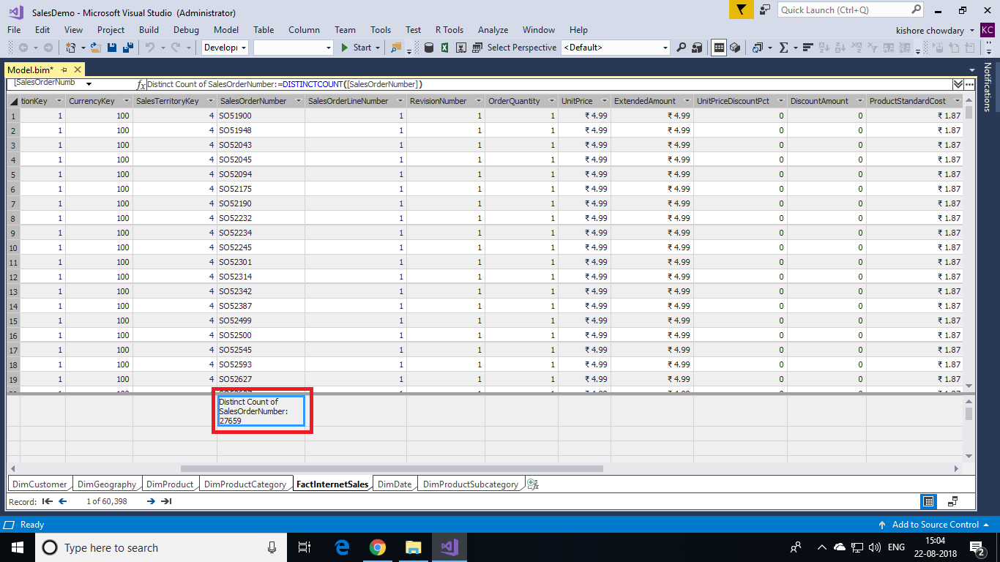 SalesDemo - Microsoft Visual Studio (Administrator)
Quick Launch (Ctrl+Q)
File Edit View Project Build Debug Model Table Column Team Tools Test R Tools Analyze Window Help
kishore chowdary KC
Start Select Perspective <Default>
Model.bim*
Notifications
[SalesOrderNumb fx Distinct Count of SalesOrderNumber:=DISTINCTCOUNT([SalesOrderNumber])
tionKey CurrencyKey SalesTerritoryKey SalesOrderNumber SalesOrderLineNumber RevisionNumber OrderQuantity UnitPrice ExtendedAmount UnitPriceDiscountPct DiscountAmount ProductStandardCost
1 1 100 4 SO51900 1 1 1 ₹ 4.99 ₹ 4.99 0 0 ₹ 1.87
2 1 100 4 SO51948 1 1 1 ₹ 4.99 ₹ 4.99 0 0 ₹ 1.87
3 1 100 4 SO52043 1 1 1 ₹ 4.99 ₹ 4.99 0 0 ₹ 1.87
4 1 100 4 SO52045 1 1 1 ₹ 4.99 ₹ 4.99 0 0 ₹ 1.87
5 1 100 4 SO52094 1 1 1 ₹ 4.99 ₹ 4.99 0 0 ₹ 1.87
6 1 100 4 SO52175 1 1 1 ₹ 4.99 ₹ 4.99 0 0 ₹ 1.87
7 1 100 4 SO52190 1 1 1 ₹ 4.99 ₹ 4.99 0 0 ₹ 1.87
8 1 100 4 SO52232 1 1 1 ₹ 4.99 ₹ 4.99 0 0 ₹ 1.87
9 1 100 4 SO52234 1 1 1 ₹ 4.99 ₹ 4.99 0 0 ₹ 1.87
10 1 100 4 SO52245 1 1 1 ₹ 4.99 ₹ 4.99 0 0 ₹ 1.87
11 1 100 4 SO52301 1 1 1 ₹ 4.99 ₹ 4.99 0 0 ₹ 1.87
12 1 100 4 SO52314 1 1 1 ₹ 4.99 ₹ 4.99 0 0 ₹ 1.87
13 1 100 4 SO52342 1 1 1 ₹ 4.99 ₹ 4.99 0 0 ₹ 1.87
14 1 100 4 SO52387 1 1 1 ₹ 4.99 ₹ 4.99 0 0 ₹ 1.87
15 1 100 4 SO52499 1 1 1 ₹ 4.99 ₹ 4.99 0 0 ₹ 1.87
16 1 100 4 SO52500 1 1 1 ₹ 4.99 ₹ 4.99 0 0 ₹ 1.87
17 1 100 4 SO52545 1 1 1 ₹ 4.99 ₹ 4.99 0 0 ₹ 1.87
18 1 100 4 SO52593 1 1 1 ₹ 4.99 ₹ 4.99 0 0 ₹ 1.87
19 1 100 4 SO52627 1 1 1 ₹ 4.99 ₹ 4.99 0 0 ₹ 1.87
Distinct Count of
SalesOrderNumber:
27659
DimCustomer DimGeography DimProduct DimProductCategory FactInternetSales DimDate DimProductSubcategory
Record: 1 of 60,398
Ready Add to Source Control
Type here to search ENG 15:04
22-08-2018 2